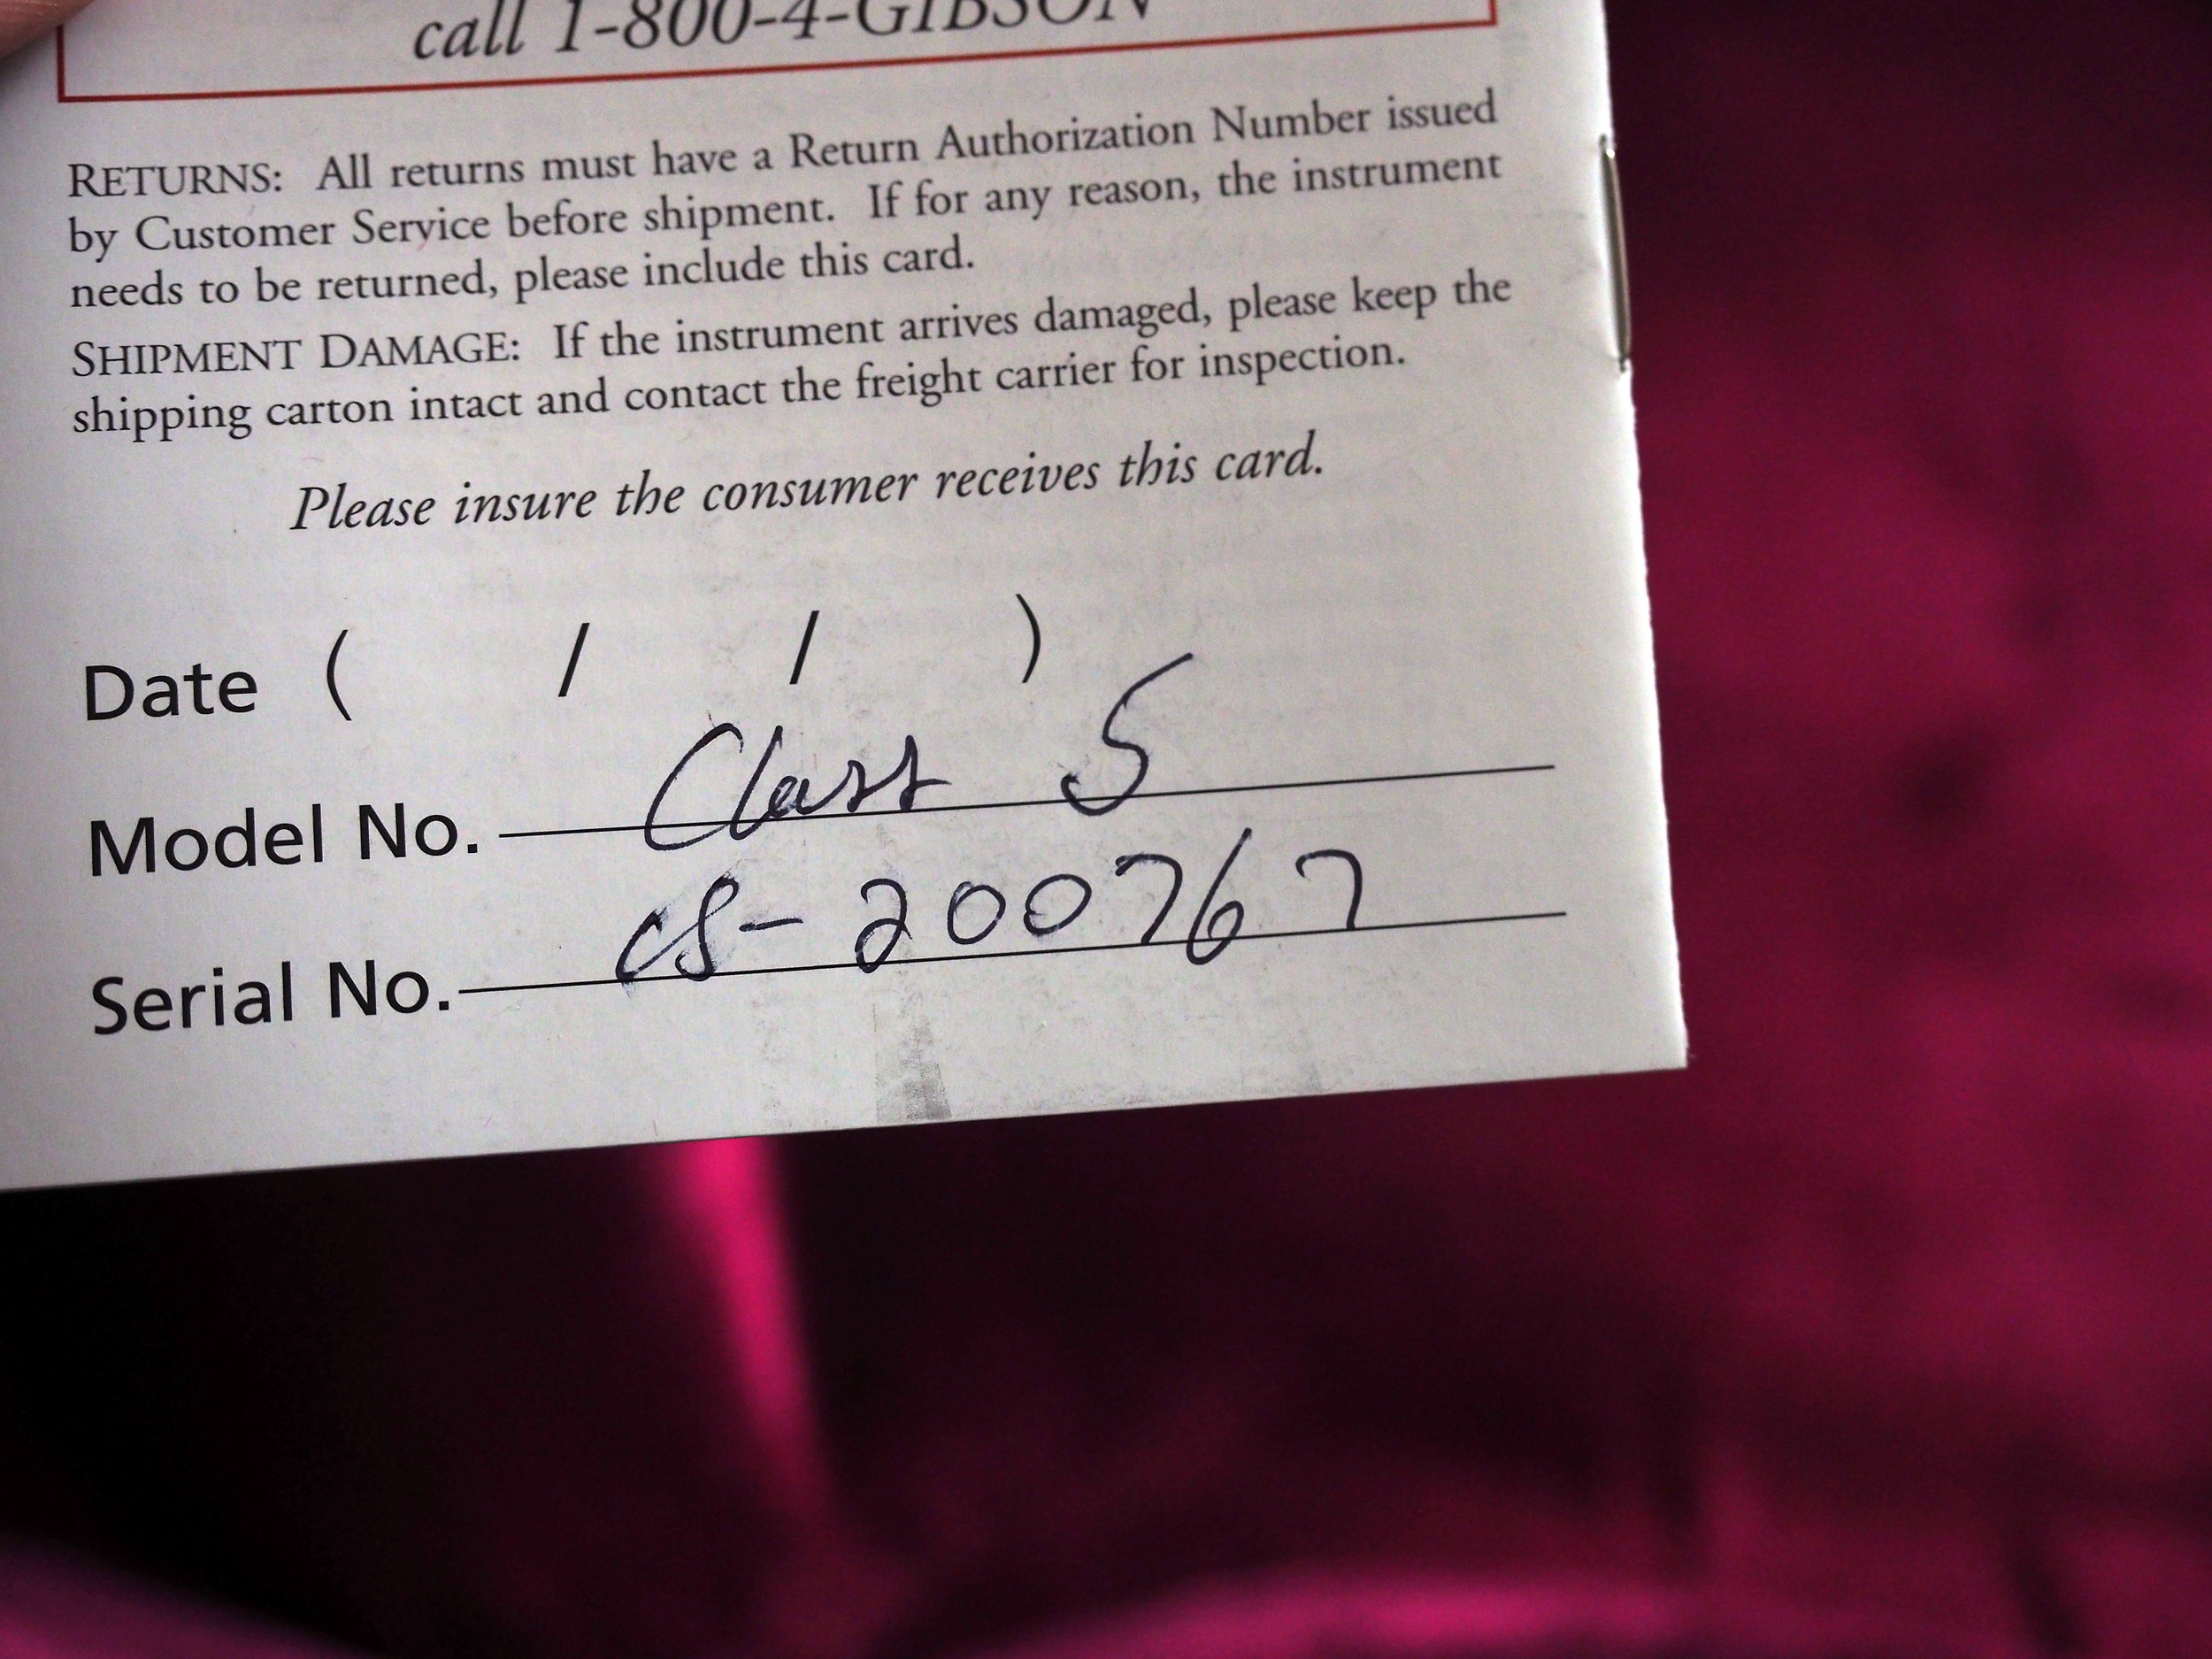 call 1-800-4-GIBSON
RETURNS: All returns must have a Return Authorization Number issued
by Customer Service before shipment. If for any reason, the instrument
needs to be returned, please include this card.
SHIPMENT DAMAGE: If the instrument arrives damaged, please keep the
shipping carton intact and contact the freight carrier for inspection.
Please insure the consumer receives this card.
Date ( / / )
Model No. Class 5
Serial No. CS-200767